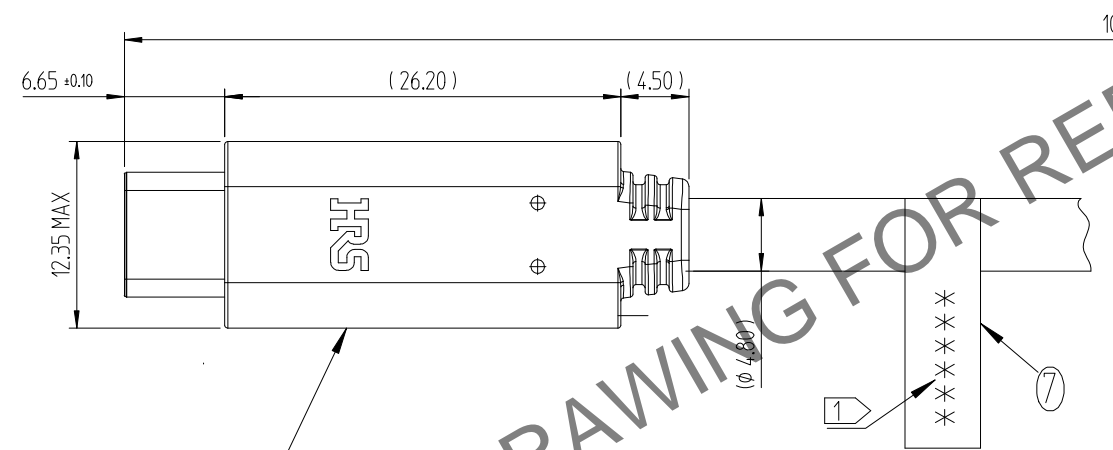 10
6.65 ±0.10
(26.20)
(4.50)
12.35 MAX
HRS
(Ø 4.80)
RAWING FOR RE
******
1
7